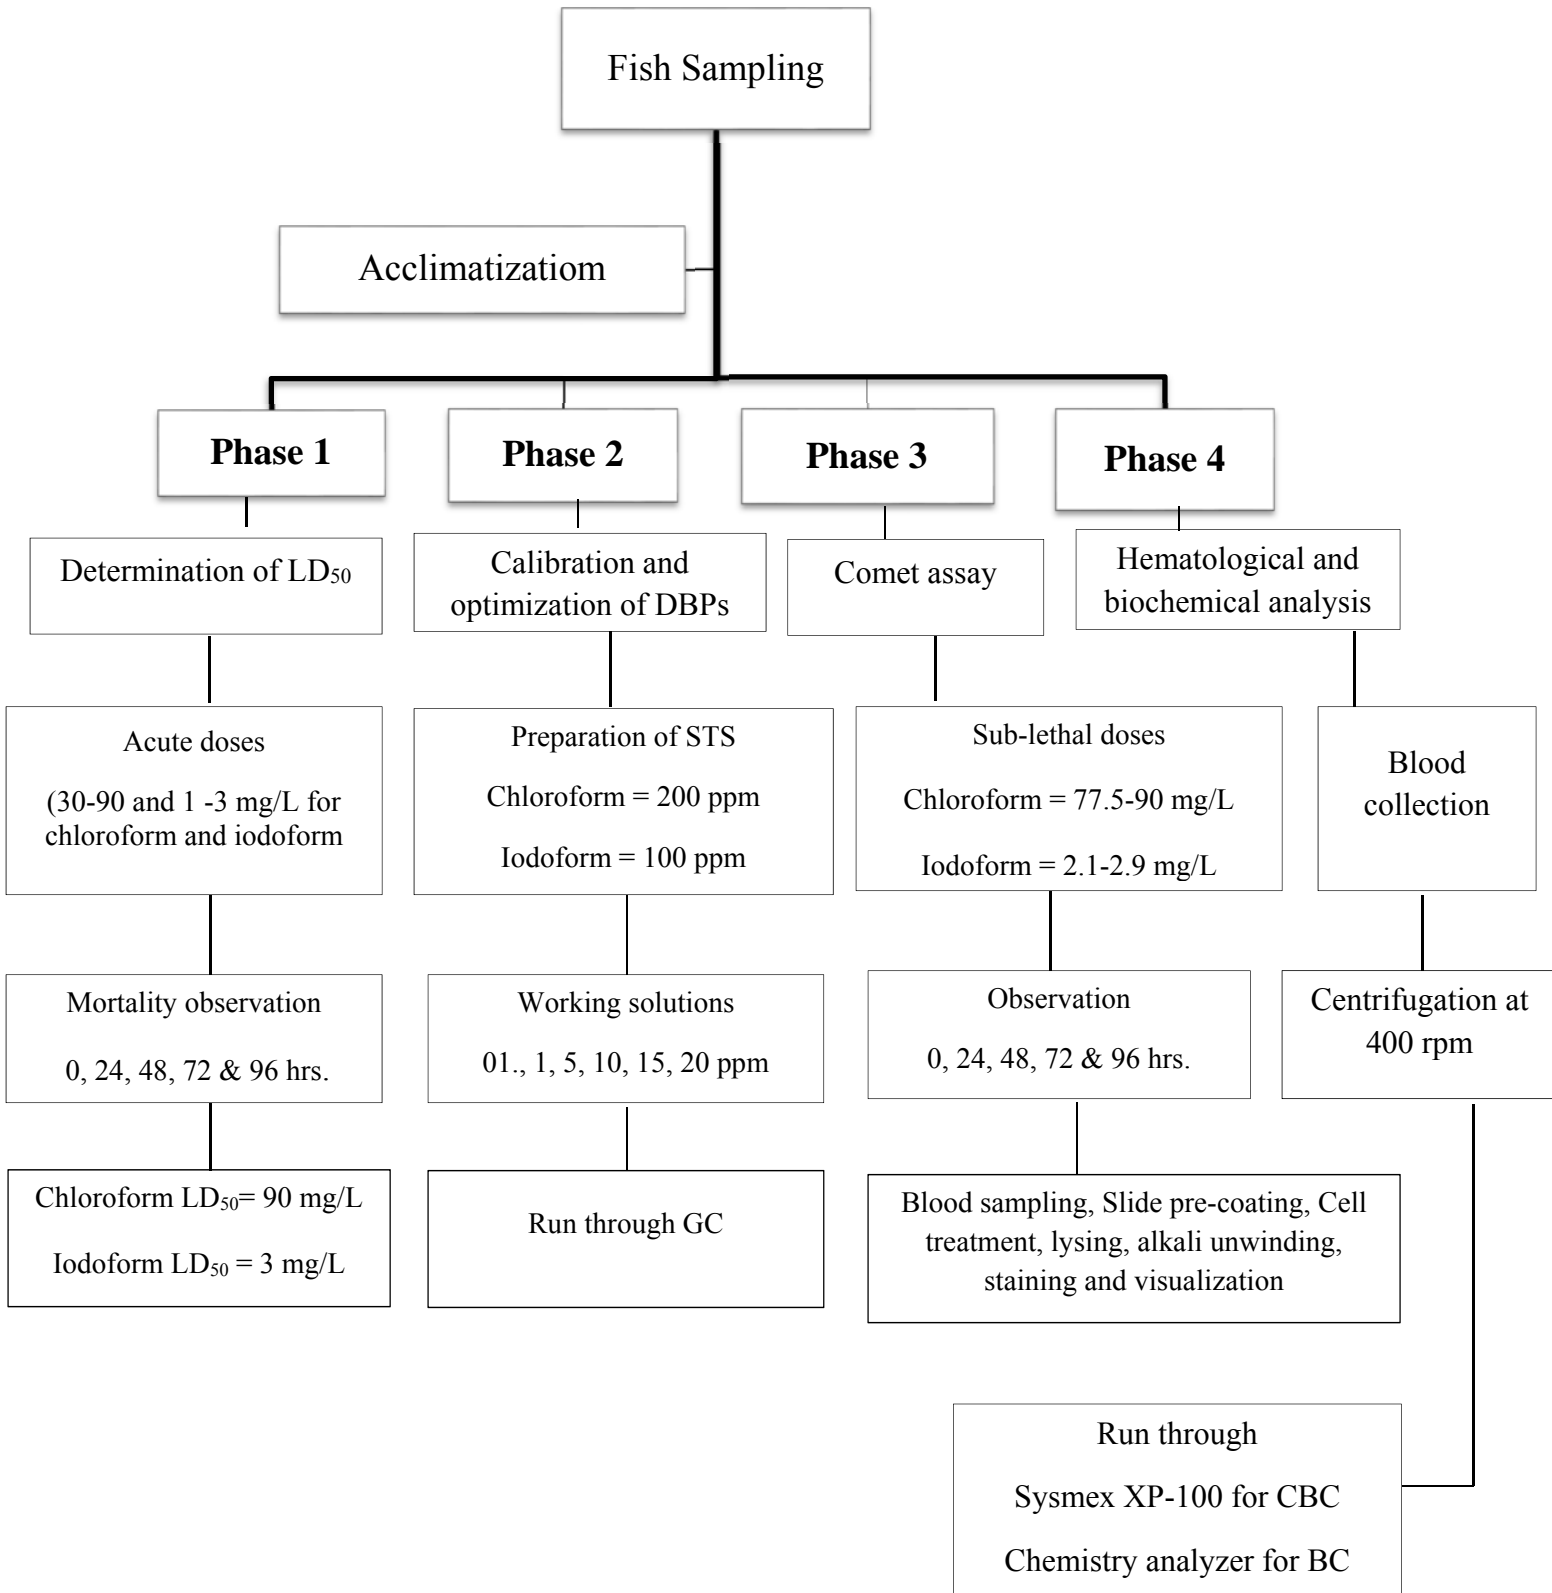 Fish Sampling
Acclimatizatiom
Phase 1
Phase 2
Phase 3
Phase 4
Determination of LD₅₀
Calibration and
optimization of DBPs
Comet assay
Hematological and
biochemical analysis
Acute doses
(30-90 and 1 -3 mg/L for
chloroform and iodoform
Preparation of STS
Chloroform = 200 ppm
Iodoform = 100 ppm
Sub-lethal doses
Chloroform = 77.5-90 mg/L
Iodoform = 2.1-2.9 mg/L
Blood
collection
Mortality observation
0, 24, 48, 72 & 96 hrs.
Working solutions
01., 1, 5, 10, 15, 20 ppm
Observation
0, 24, 48, 72 & 96 hrs.
Centrifugation at
400 rpm
Chloroform LD₅₀= 90 mg/L
Iodoform LD₅₀ = 3 mg/L
Run through GC
Blood sampling, Slide pre-coating, Cell
treatment, lysing, alkali unwinding,
staining and visualization
Run through
Sysmex XP-100 for CBC
Chemistry analyzer for BC